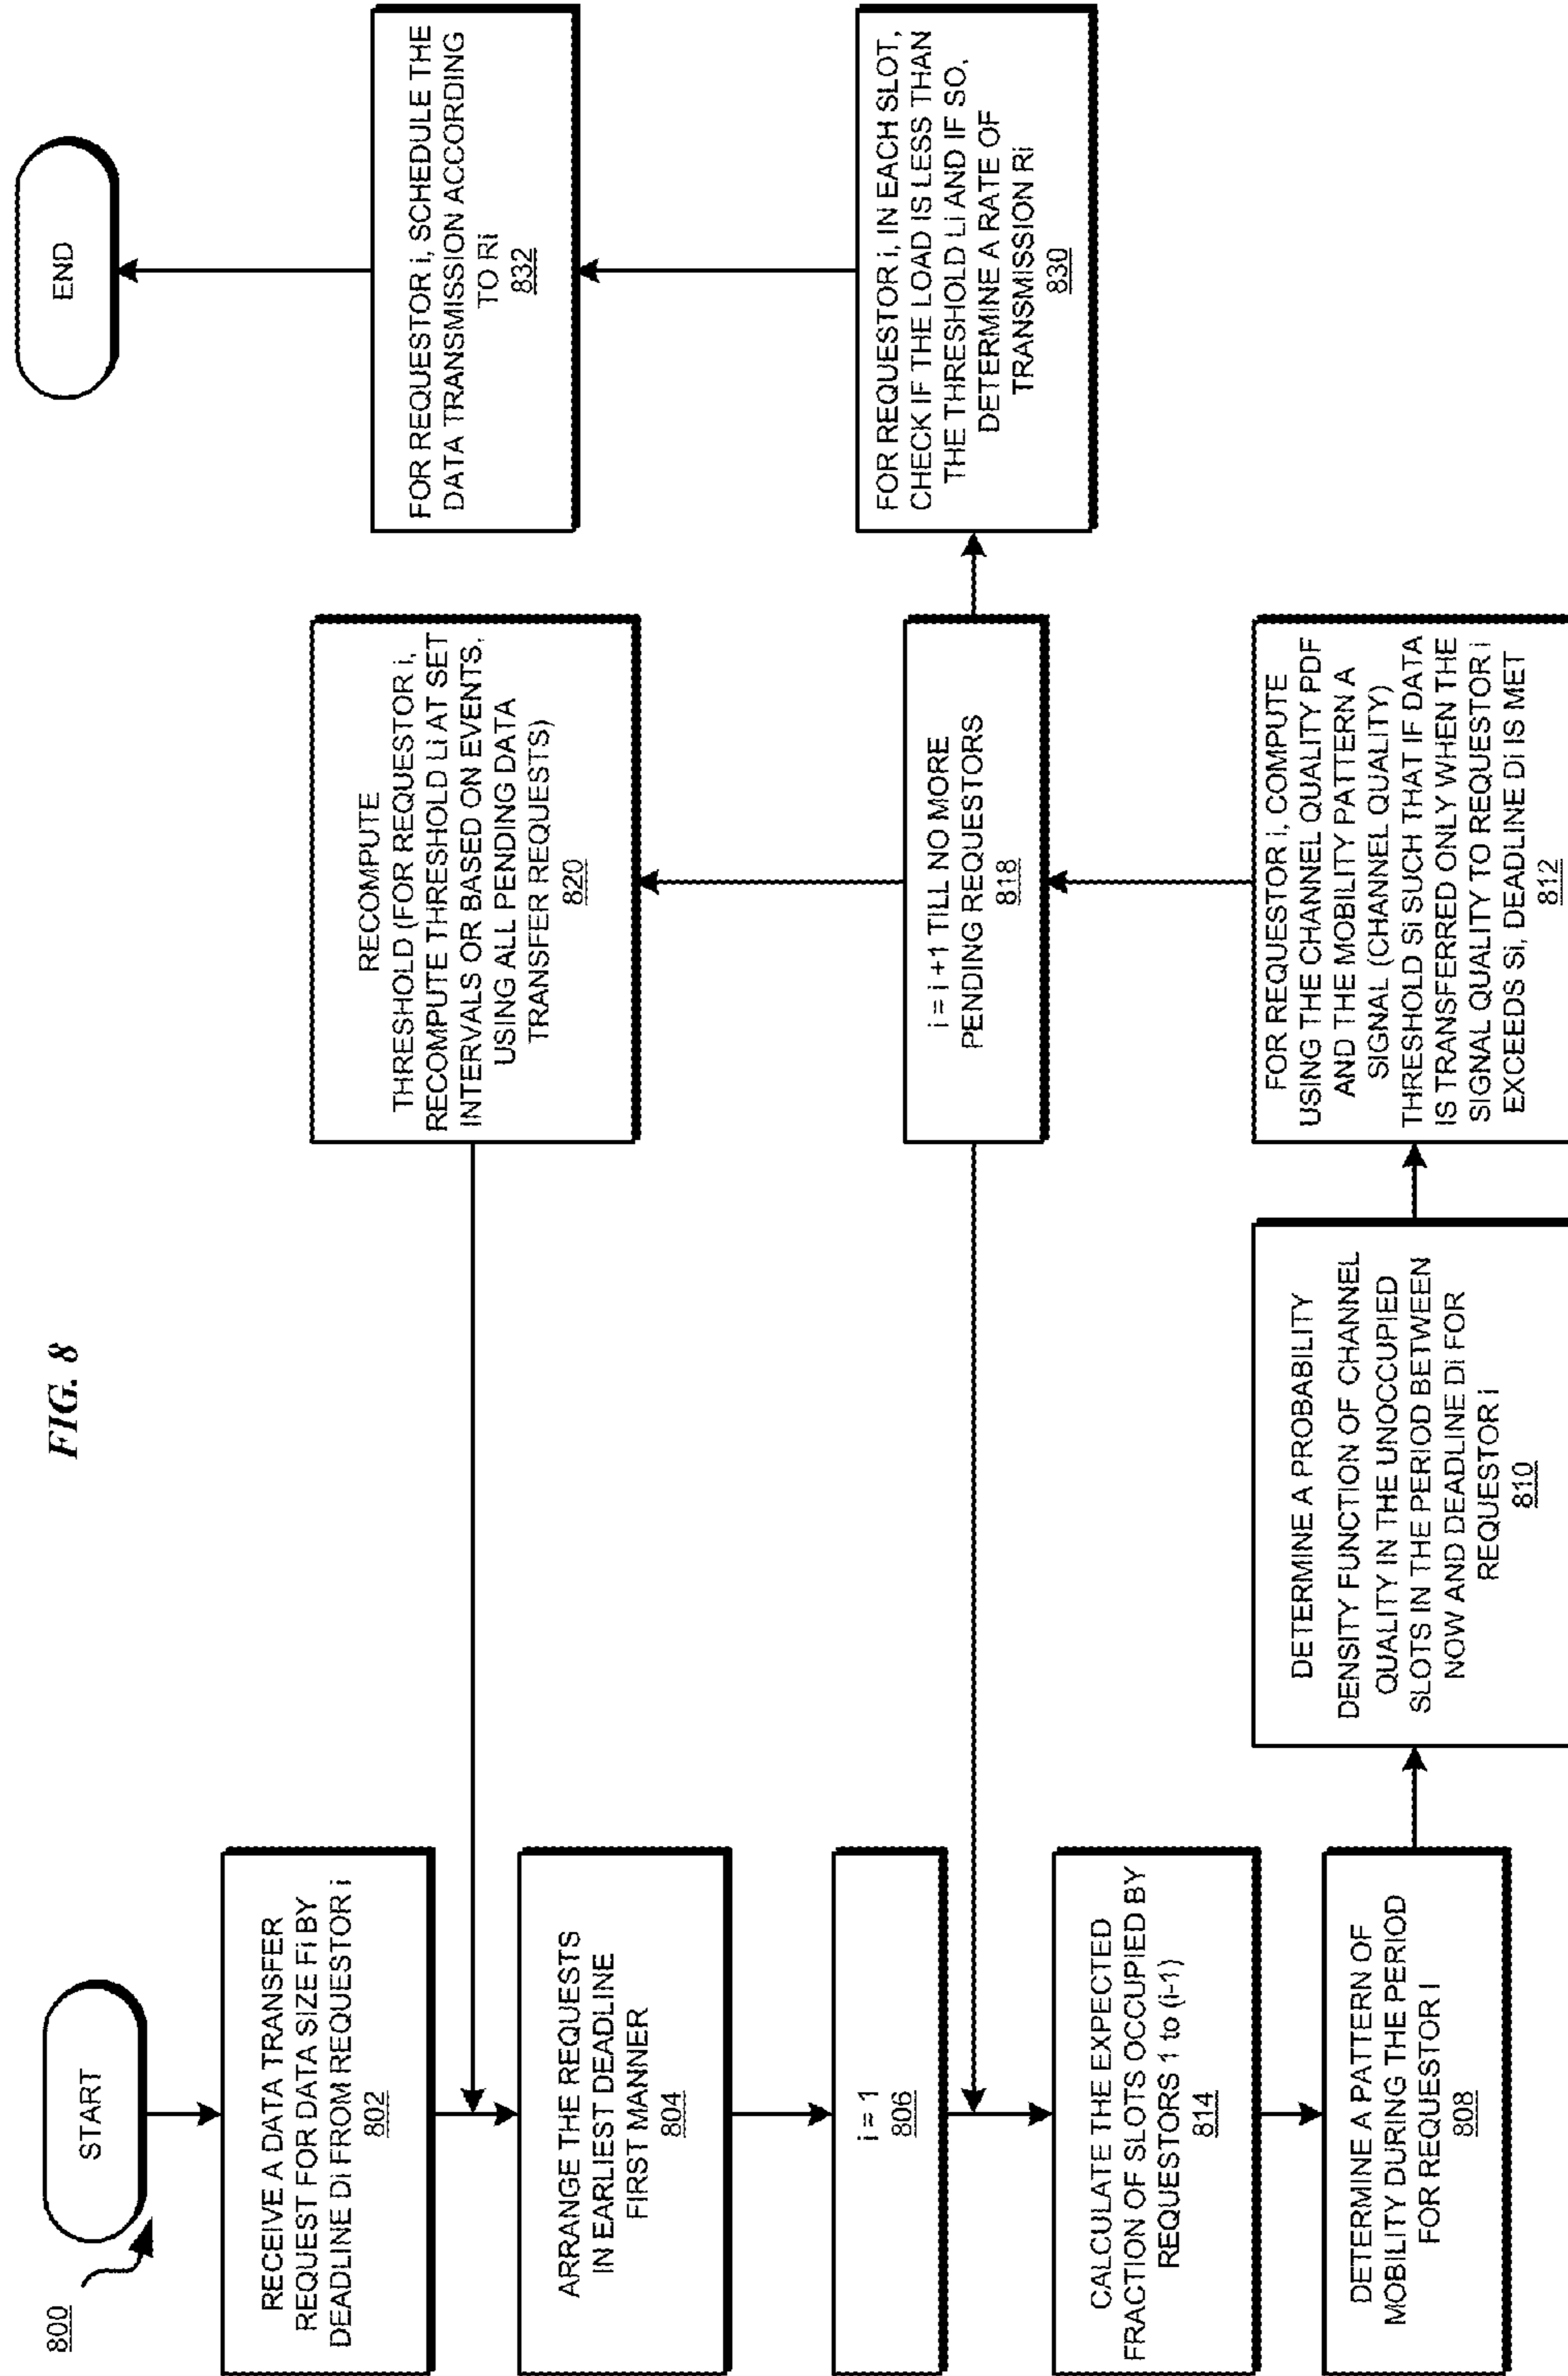 FIG. 8
800
START
RECEIVE A DATA TRANSFER
REQUEST FOR DATA SIZE Fi BY
DEADLINE Di FROM REQUESTOR i
802
ARRANGE THE REQUESTS
IN EARLIEST DEADLINE
FIRST MANNER
804
i = 1
806
CALCULATE THE EXPECTED
FRACTION OF SLOTS OCCUPIED BY
REQUESTORS 1 to (i-1)
814
DETERMINE A PATTERN OF
MOBILITY DURING THE PERIOD
FOR REQUESTOR I
808
DETERMINE A PROBABILITY
DENSITY FUNCTION OF CHANNEL
QUALITY IN THE UNOCCUPIED
SLOTS IN THE PERIOD BETWEEN
NOW AND DEADLINE Di FOR
REQUESTOR i
810
FOR REQUESTOR i, COMPUTE
USING THE CHANNEL QUALITY PDF
AND THE MOBILITY PATTERN A
SIGNAL (CHANNEL QUALITY)
THRESHOLD Si SUCH THAT IF DATA
IS TRANSFERRED ONLY WHEN THE
SIGNAL QUALITY TO REQUESTOR i
EXCEEDS Si, DEADLINE Di IS MET
812
i = i +1 TILL NO MORE
PENDING REQUESTORS
818
RECOMPUTE
THRESHOLD (FOR REQUESTOR i,
RECOMPUTE THRESHOLD Li AT SET
INTERVALS OR BASED ON EVENTS,
USING ALL PENDING DATA
TRANSFER REQUESTS)
820
FOR REQUESTOR i, IN EACH SLOT,
CHECK IF THE LOAD IS LESS THAN
THE THRESHOLD Li AND IF SO,
DETERMINE A RATE OF
TRANSMISSION Ri
830
FOR REQUESTOR i, SCHEDULE THE
DATA TRANSMISSION ACCORDING
TO Ri
832
END